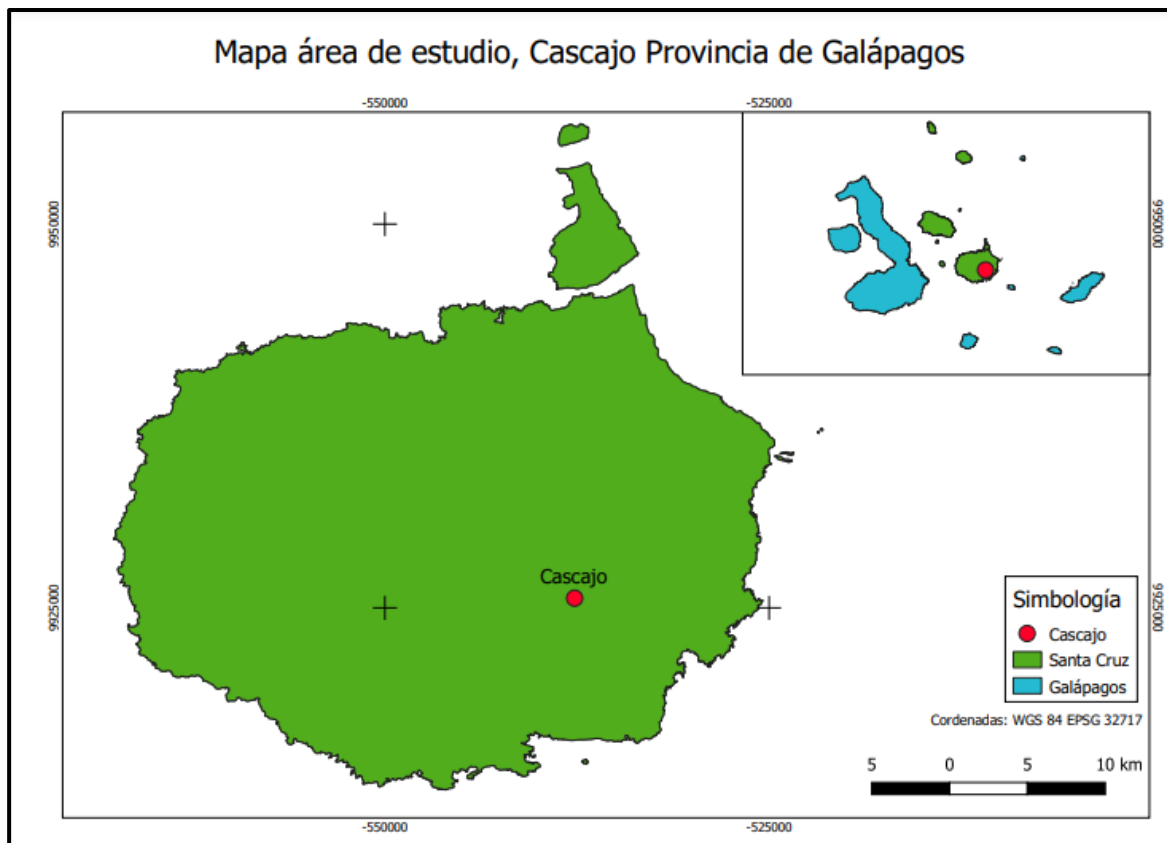 Mapa área de estudio, Cascajo Provincia de Galápagos
-550000
-525000
9950000
9950000
Cascajo
9925000
9925000
Simbología
Cascajo
Santa Cruz
Galápagos
Cordenadas: WGS 84 EPSG 32717
5 0 5 10 km
-550000
-525000